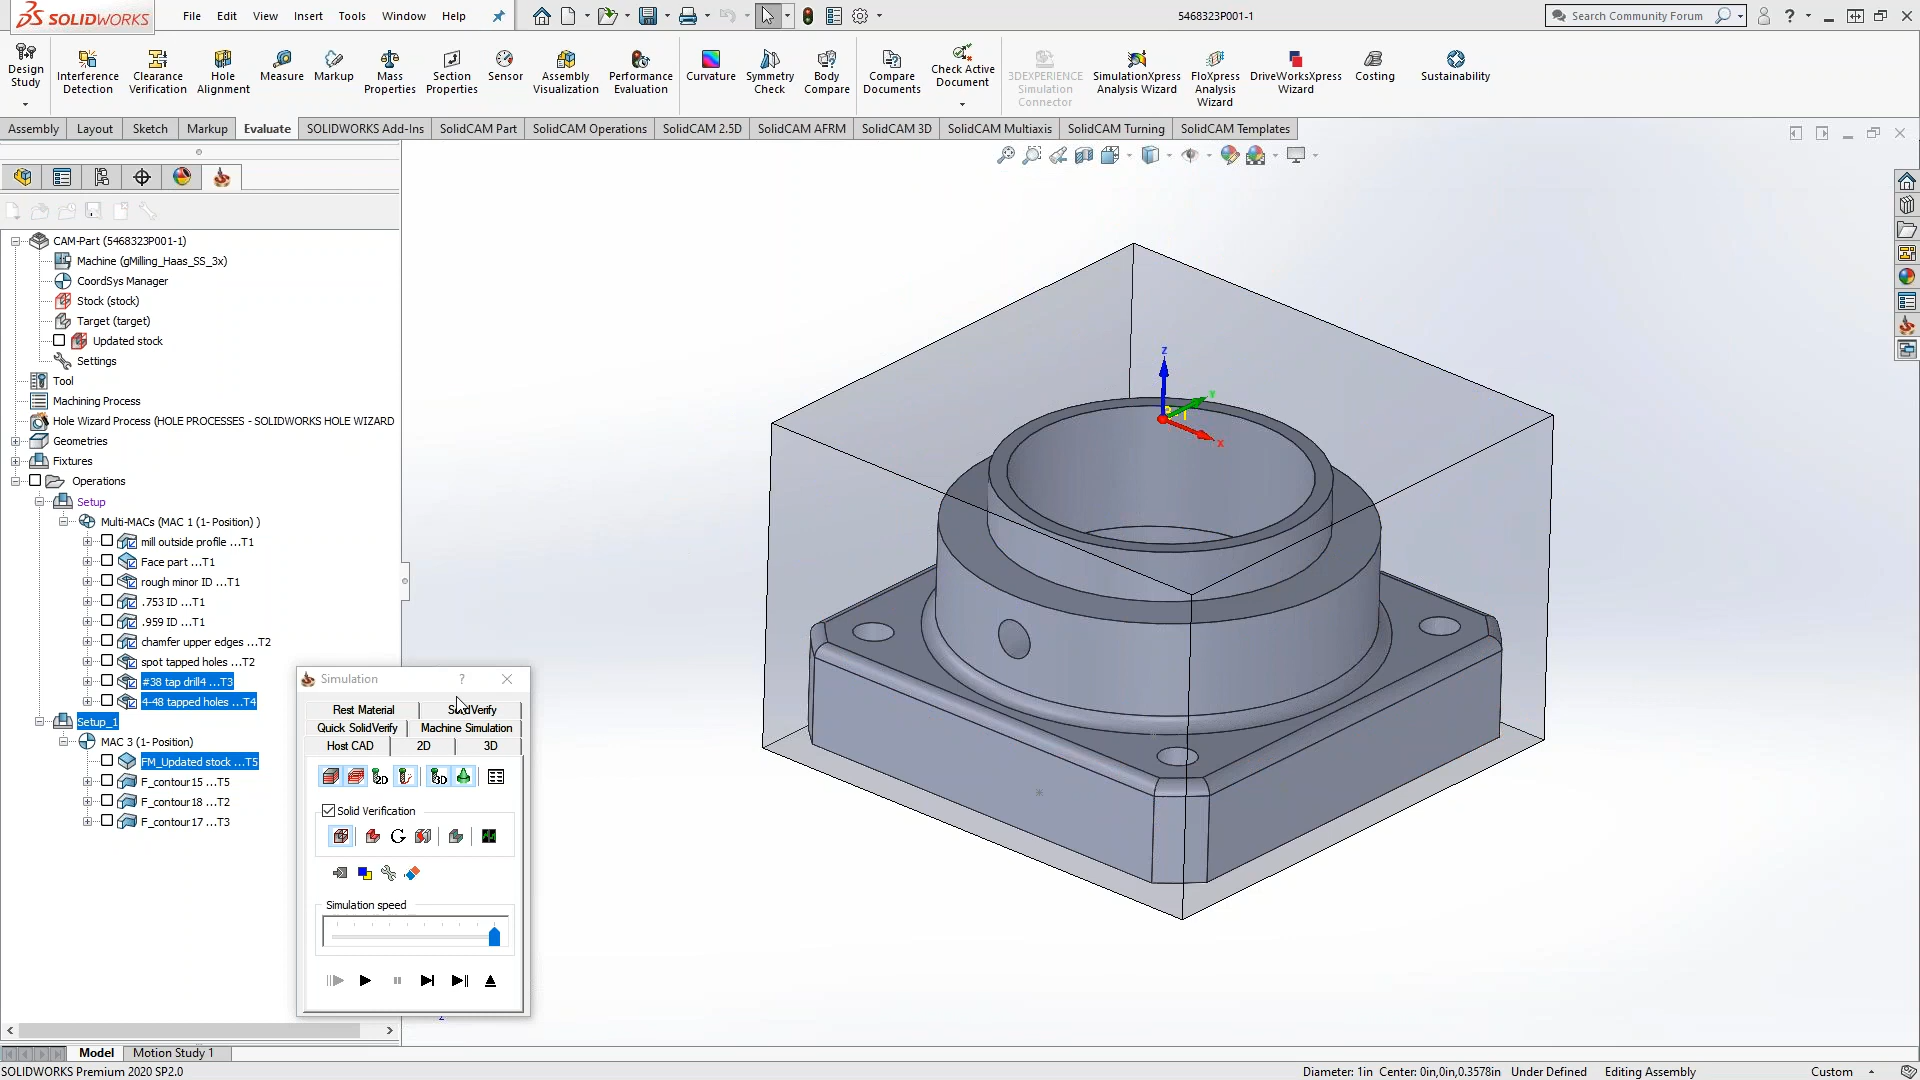 SOLIDWORKS
File Edit View Insert Tools Window Help
5468323P001-1
Search Community Forum
Design Study
Interference Detection
Clearance Verification
Hole Alignment
Measure
Markup
Mass Properties
Section Properties
Sensor
Assembly Visualization
Performance Evaluation
Curvature
Symmetry Check
Body Compare
Compare Documents
Check Active Document
3DEXPERIENCE Simulation Connector
SimulationXpress Analysis Wizard
FloXpress Analysis Wizard
DriveWorksXpress Wizard
Costing
Sustainability
Assembly Layout Sketch Markup Evaluate SOLIDWORKS Add-Ins SolidCAM Part SolidCAM Operations SolidCAM 2.5D SolidCAM AFRM SolidCAM 3D SolidCAM Multiaxis SolidCAM Turning SolidCAM Templates
CAM-Part (5468323P001-1)
Machine (gMilling_Haas_SS_3x)
CoordSys Manager
Stock (stock)
Target (target)
Updated stock
Settings
Tool
Machining Process
Hole Wizard Process (HOLE PROCESSES - SOLIDWORKS HOLE WIZARD
Geometries
Fixtures
Operations
Setup
Multi-MACs (MAC 1 (1- Position) )
mill outside profile ...T1
Face part ...T1
rough minor ID ...T1
.753 ID ...T1
.959 ID ...T1
chamfer upper edges ...T2
spot tapped holes ...T2
#38 tap drill4 ...T3
4-48 tapped holes ...T4
Setup_1
MAC 3 (1- Position)
FM_Updated stock ...T5
F_contour15 ...T5
F_contour18 ...T2
F_contour17 ...T3
Simulation
?
Rest Material SolidVerify
Quick SolidVerify Machine Simulation
Host CAD 2D 3D
2D 3D
Solid Verification
Simulation speed
Z
Y
X
Model Motion Study 1
SOLIDWORKS Premium 2020 SP2.0
Diameter: 1in Center: 0in,0in,0.3578in Under Defined Editing Assembly Custom